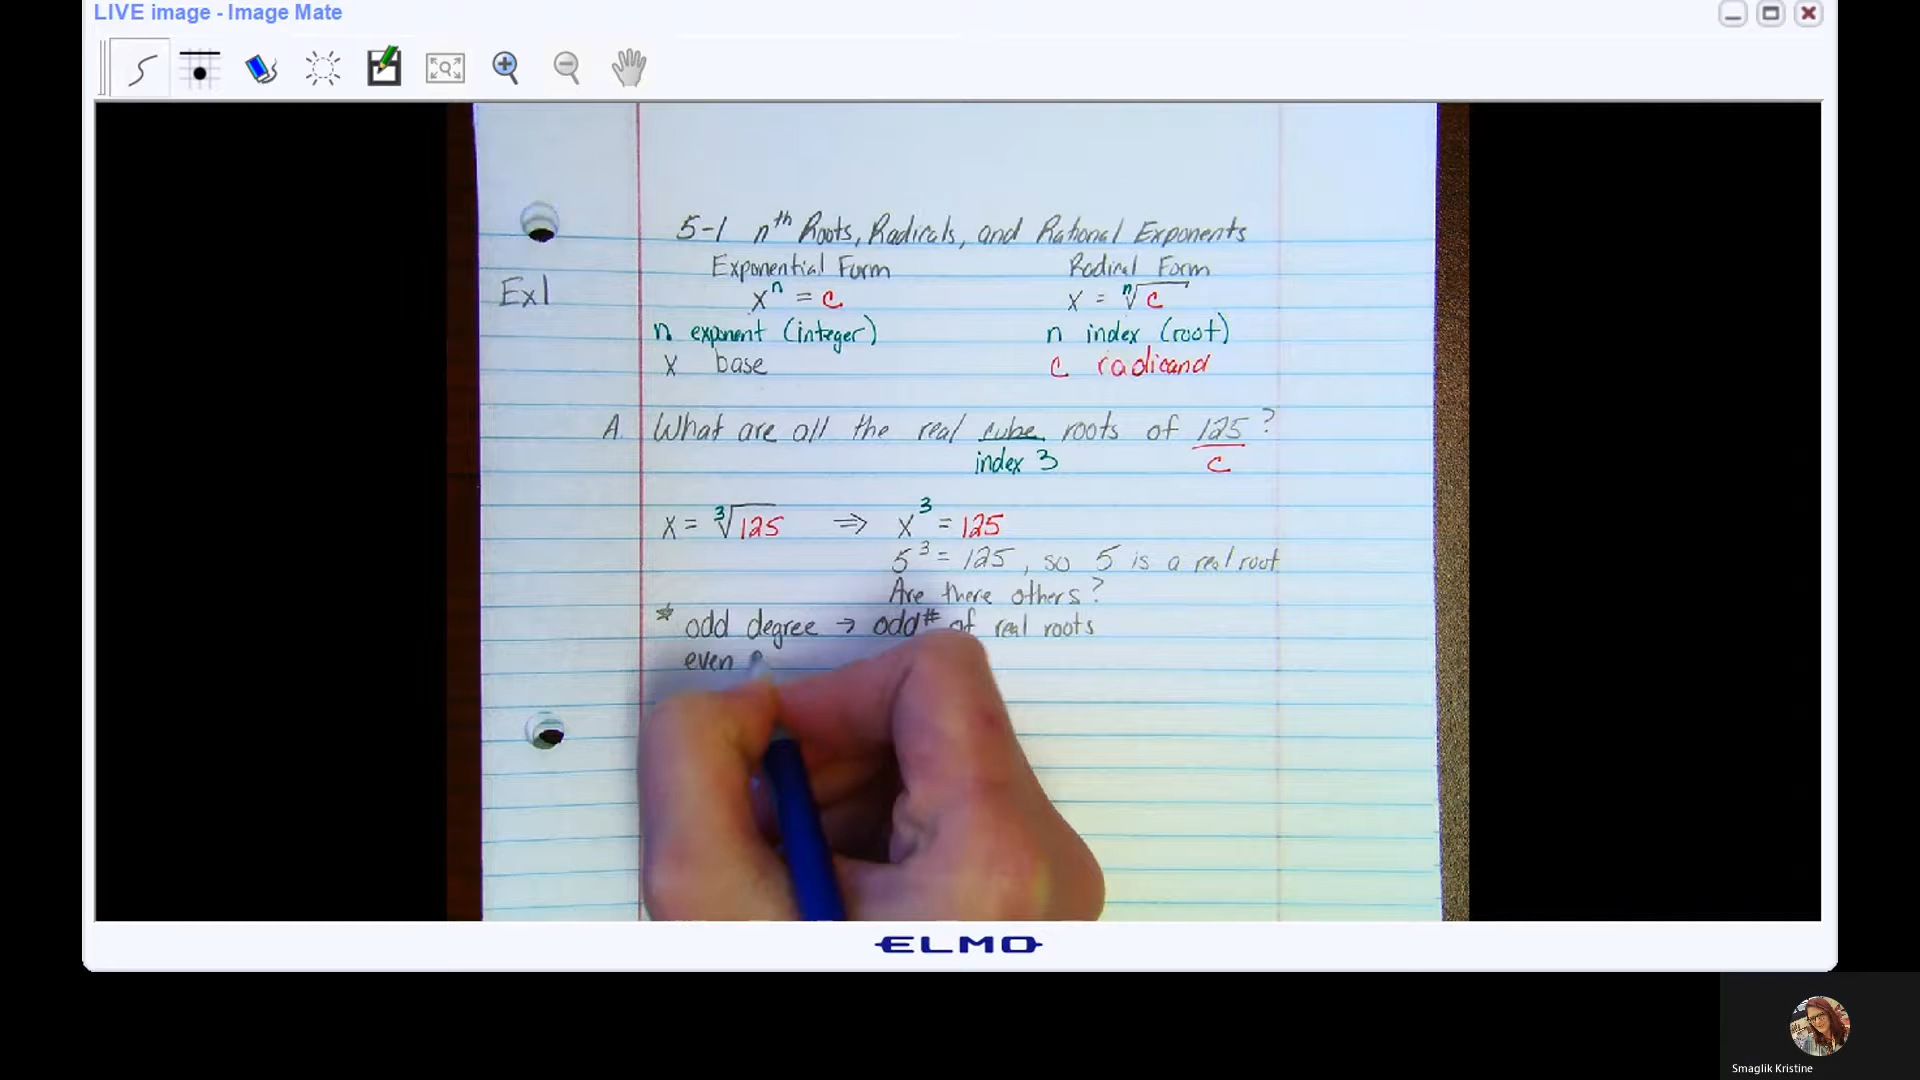 LIVE image - Image Mate
5-1 nth Roots, Radicals, and Rational Exponents
Exponential Form Radical Form
Ex1 xⁿ = c x = ⁿ√c
n exponent (integer) n index (root)
x base c radicand
A. What are all the real cube roots of 125?
index 3 c
x = ³√125 ⇒ x³ = 125
5³ = 125, so 5 is a real root
Are there others?
* odd degree → odd # of real roots
even
ELMO
Smaglik Kristine